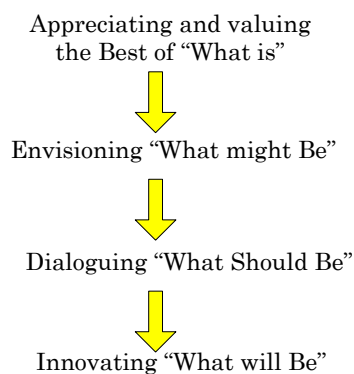 Appreciating and valuing
the Best of “What is”
Envisioning “What might Be”
Dialoguing “What Should Be”
Innovating “What will Be”